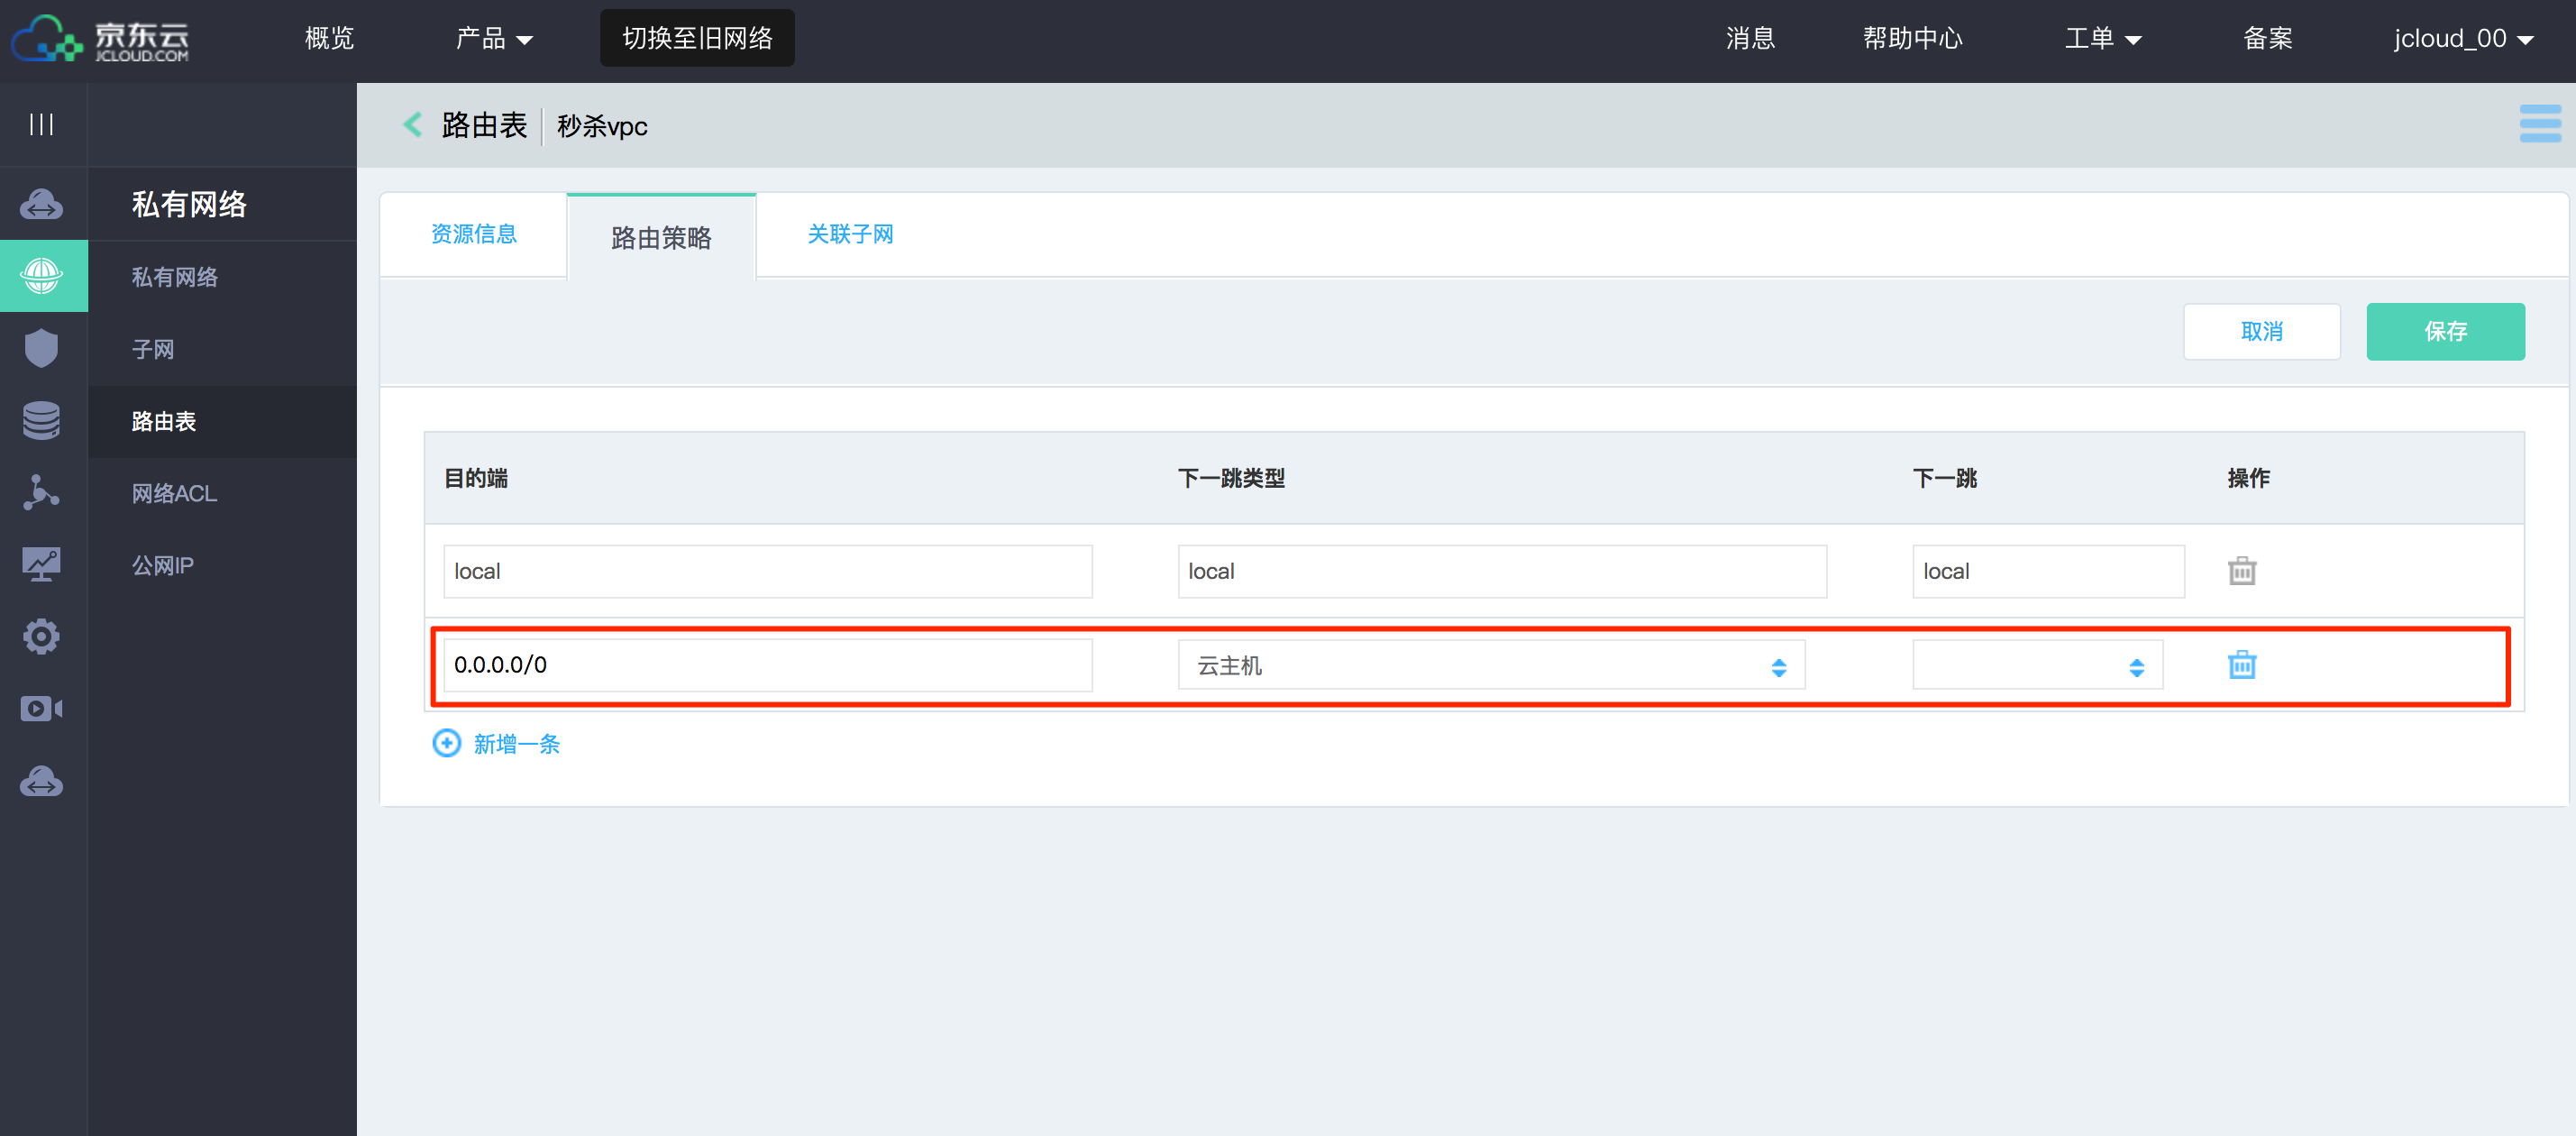 京东云
JCLOUD.COM
概览
产品
切换至旧网络
消息
帮助中心
工单
备案
jcloud_00
路由表
秒杀vpc
私有网络
私有网络
子网
路由表
网络ACL
公网IP
资源信息
路由策略
关联子网
取消
保存
目的端
下一跳类型
下一跳
操作
local
local
local
0.0.0.0/0
云主机
新增一条